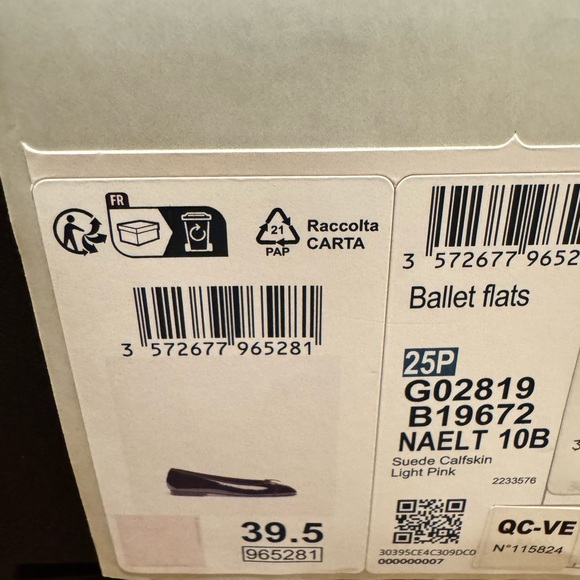 FR
21
PAP
Raccolta
CARTA
3 572677 965281
39.5
965281
3 572677 9652
Ballet flats
25P
G02819
B19672
NAELT 10B
Suede Calfskin
Light Pink
2233576
30395CE4C309DC0
000000007
QC-VE
N°115824
3